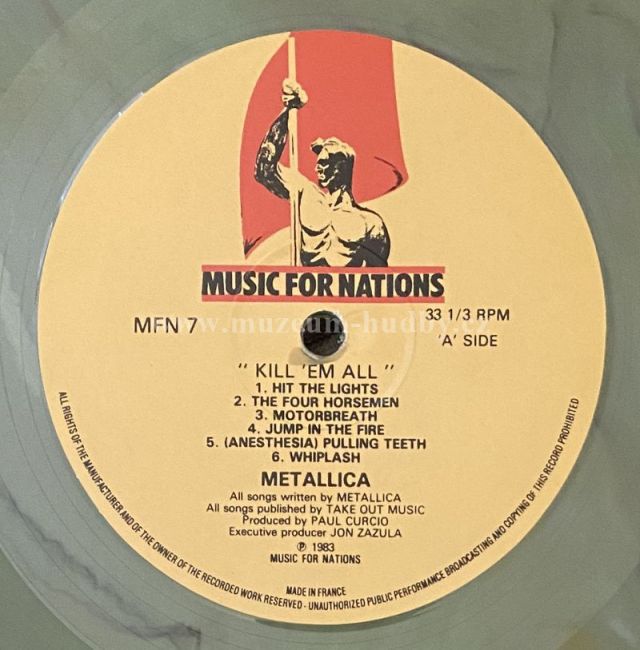 MUSIC FOR NATIONS
MFN 7
33 1/3 RPM
'A' SIDE
www.muzeum-hudby.cz
" KILL 'EM ALL "
1. HIT THE LIGHTS
2. THE FOUR HORSEMEN
3. MOTORBREATH
4. JUMP IN THE FIRE
5. (ANESTHESIA) PULLING TEETH
6. WHIPLASH
METALLICA
All songs written by METALLICA
All songs published by TAKE OUT MUSIC
Produced by PAUL CURCIO
Executive producer JON ZAZULA
℗ 1983
MUSIC FOR NATIONS
MADE IN FRANCE
ALL RIGHTS OF THE MANUFACTURER AND OF THE OWNER OF THE RECORDED WORK RESERVED - UNAUTHORIZED PUBLIC PERFORMANCE BROADCASTING AND COPYING OF THIS RECORD PROHIBITED